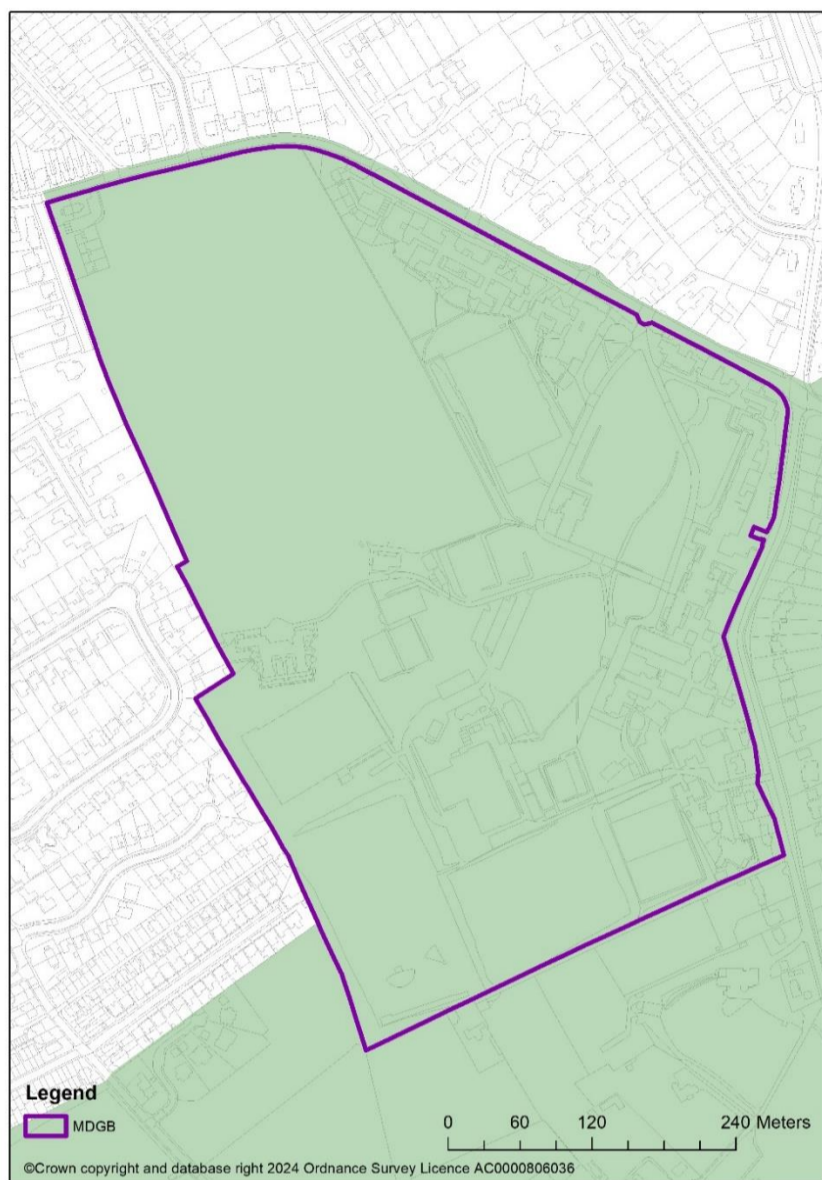 Legend
MDGB
0 60 120 240 Meters
©Crown copyright and database right 2024 Ordnance Survey Licence AC0000806036